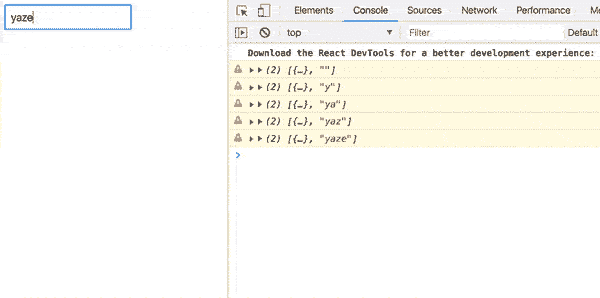 yaze
Elements Console Sources Network Performance
top Filter Default
Download the React DevTools for a better development experience:
▶ ▶ (2) [{…}, ""]
▶ ▶ (2) [{…}, "y"]
▶ ▶ (2) [{…}, "ya"]
▶ ▶ (2) [{…}, "yaz"]
▶ ▶ (2) [{…}, "yaze"]
>